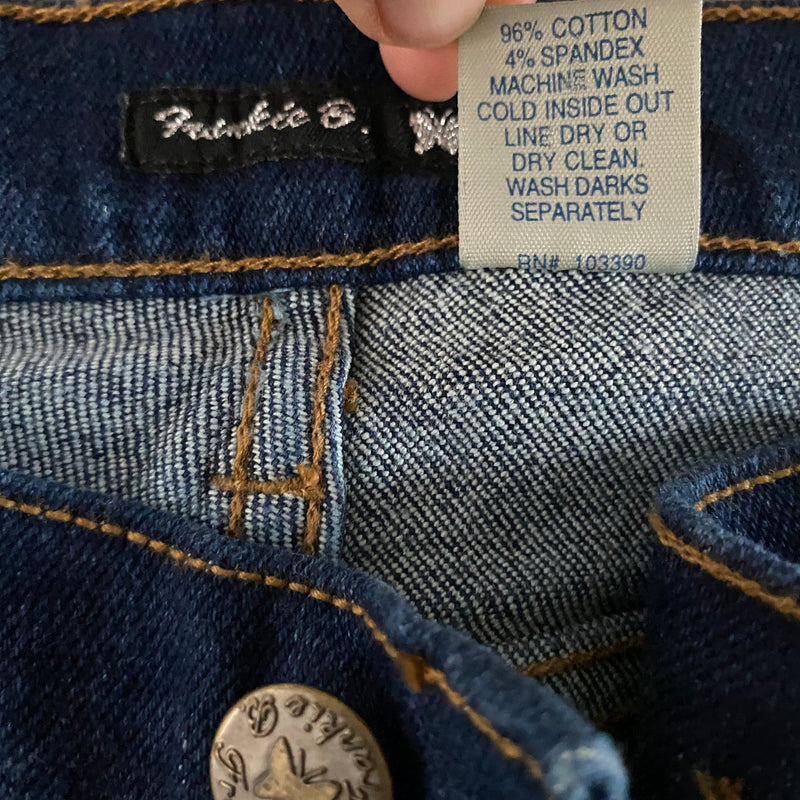 Frankie B.
96% COTTON
4% SPANDEX
MACHINE WASH
COLD INSIDE OUT
LINE DRY OR
DRY CLEAN.
WASH DARKS
SEPARATELY
RN# 103390
Frankie B.
Fr